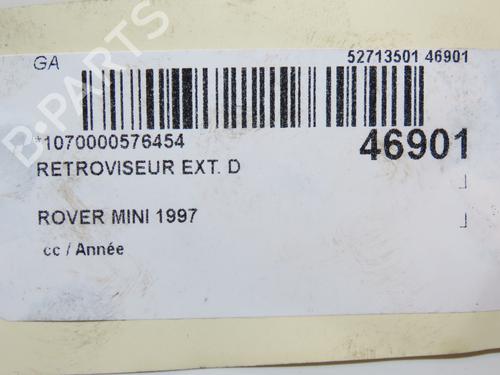 GA
52713501 46901
*1070000576454
46901
RETROVISEUR EXT. D
ROVER MINI 1997
cc / Année
B-PARTS